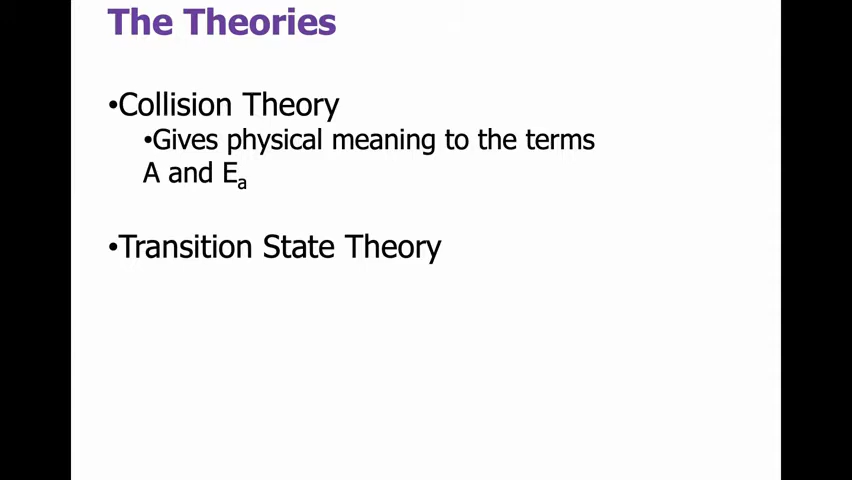 The Theories
•Collision Theory
•Gives physical meaning to the terms
A and Eₐ
•Transition State Theory